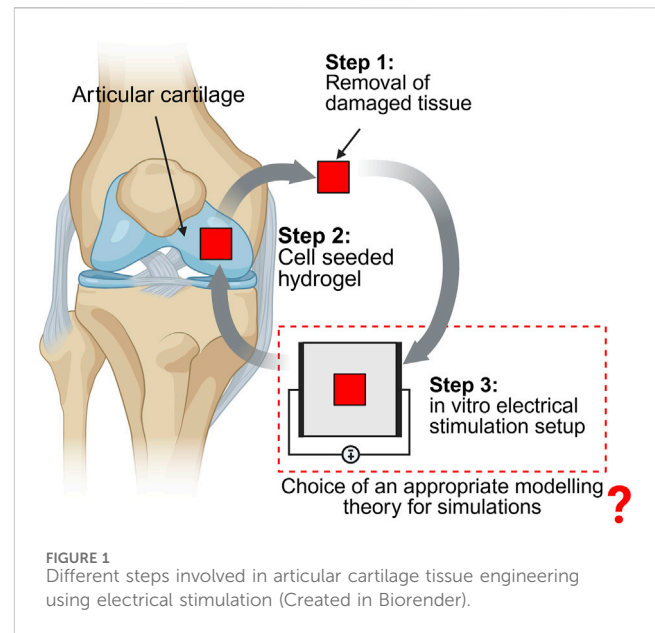 Step 1:
Removal of
damaged tissue
Articular cartilage
Step 2:
Cell seeded
hydrogel
Step 3:
in vitro electrical
stimulation setup
Choice of an appropriate modelling
theory for simulations
?
FIGURE 1
Different steps involved in articular cartilage tissue engineering
using electrical stimulation (Created in Biorender).